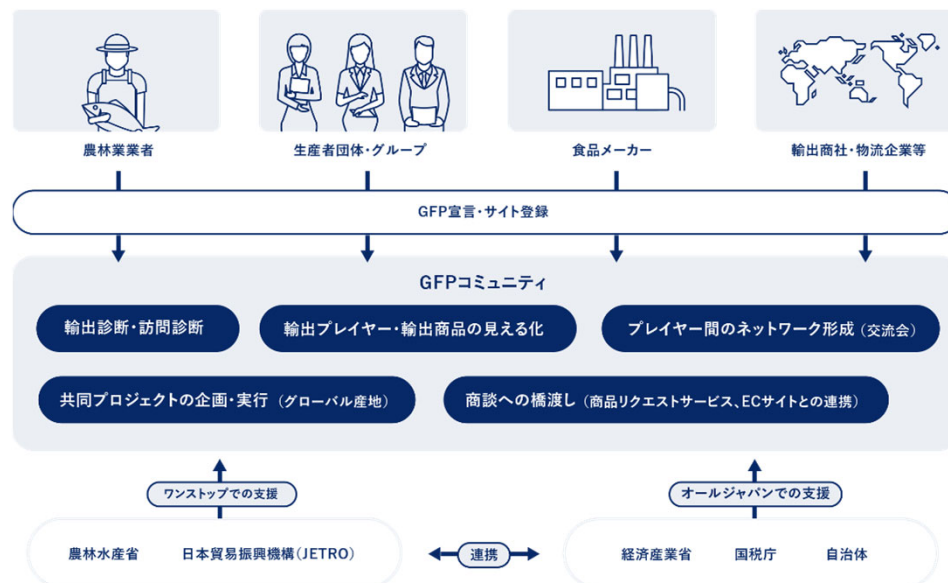 農林業業者
生産者団体・グループ
食品メーカー
輸出商社・物流企業等
GFP宣言・サイト登録
GFPコミュニティ
輸出診断・訪問診断
輸出プレイヤー・輸出商品の見える化
プレイヤー間のネットワーク形成（交流会）
共同プロジェクトの企画・実行（グローバル産地）
商談への橋渡し（商品リクエストサービス、ECサイトとの連携）
ワンストップでの支援
オールジャパンでの支援
農林水産省
日本貿易振興機構（JETRO）
連携
経済産業省
国税庁
自治体